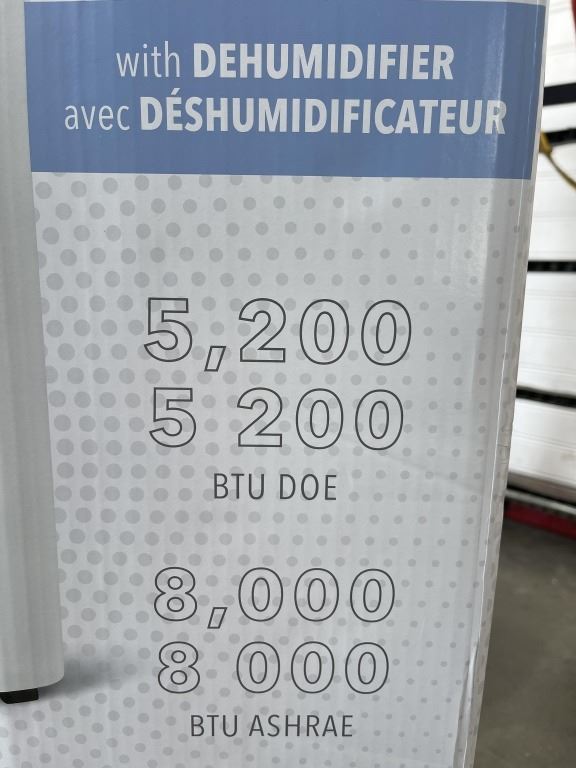 with DEHUMIDIFIER
avec DÉSHUMIDIFICATEUR
5,200
5 200
BTU DOE
8,000
8 000
BTU ASHRAE